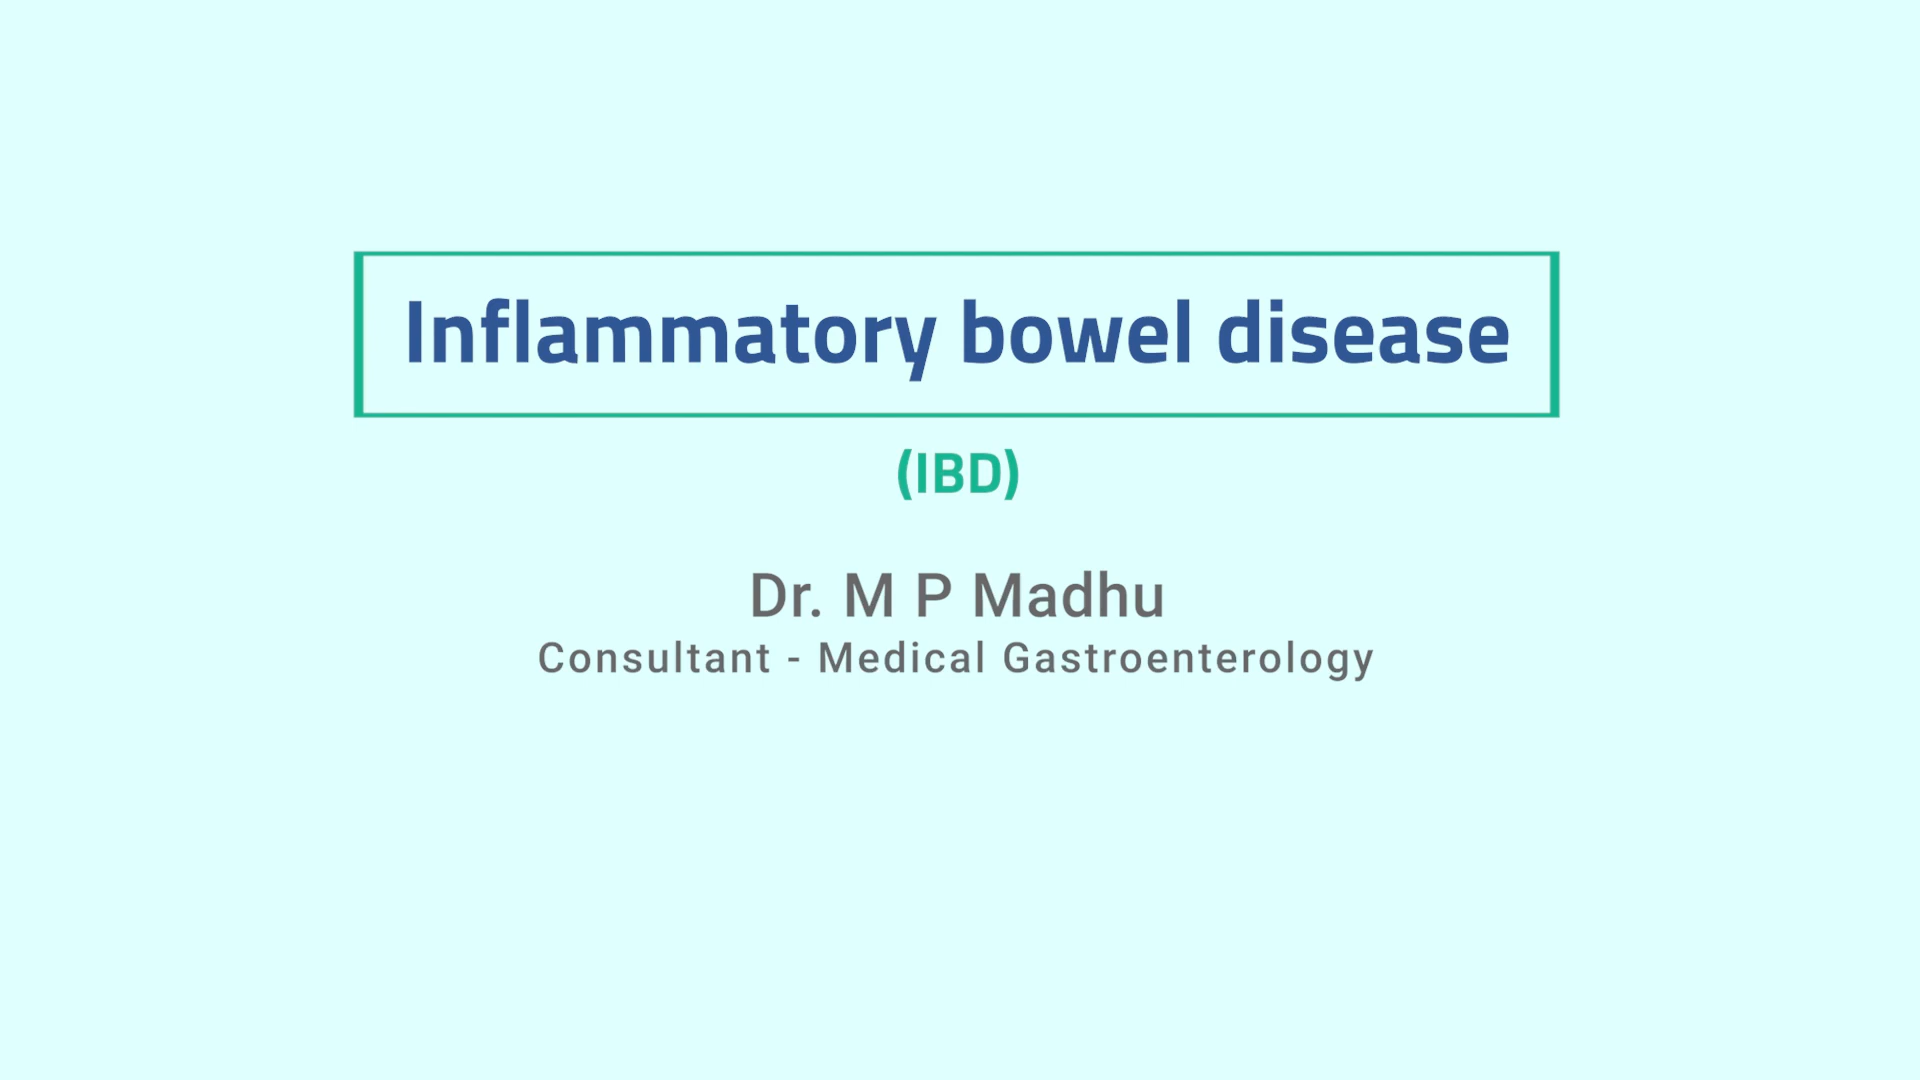 Inflammatory bowel disease
(IBD)
Dr. M P Madhu
Consultant - Medical Gastroenterology